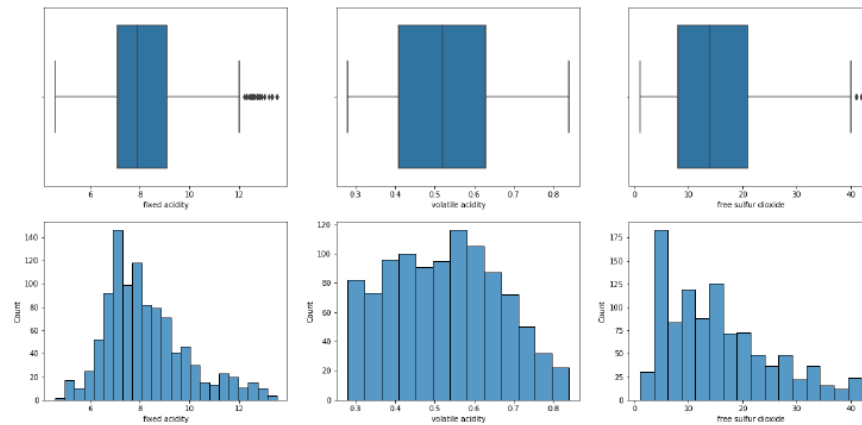 6 8 10 12
fixed acidity
0.3 0.4 0.5 0.6 0.7 0.8
volatile acidity
0 10 20 30 40
free sulfur dioxide
Count
140
120
100
80
60
40
20
0
6 8 10 12
fixed acidity
Count
120
100
80
60
40
20
0
0.3 0.4 0.5 0.6 0.7 0.8
volatile acidity
Count
175
150
125
100
75
50
25
0
0 10 20 30 40
free sulfur dioxide